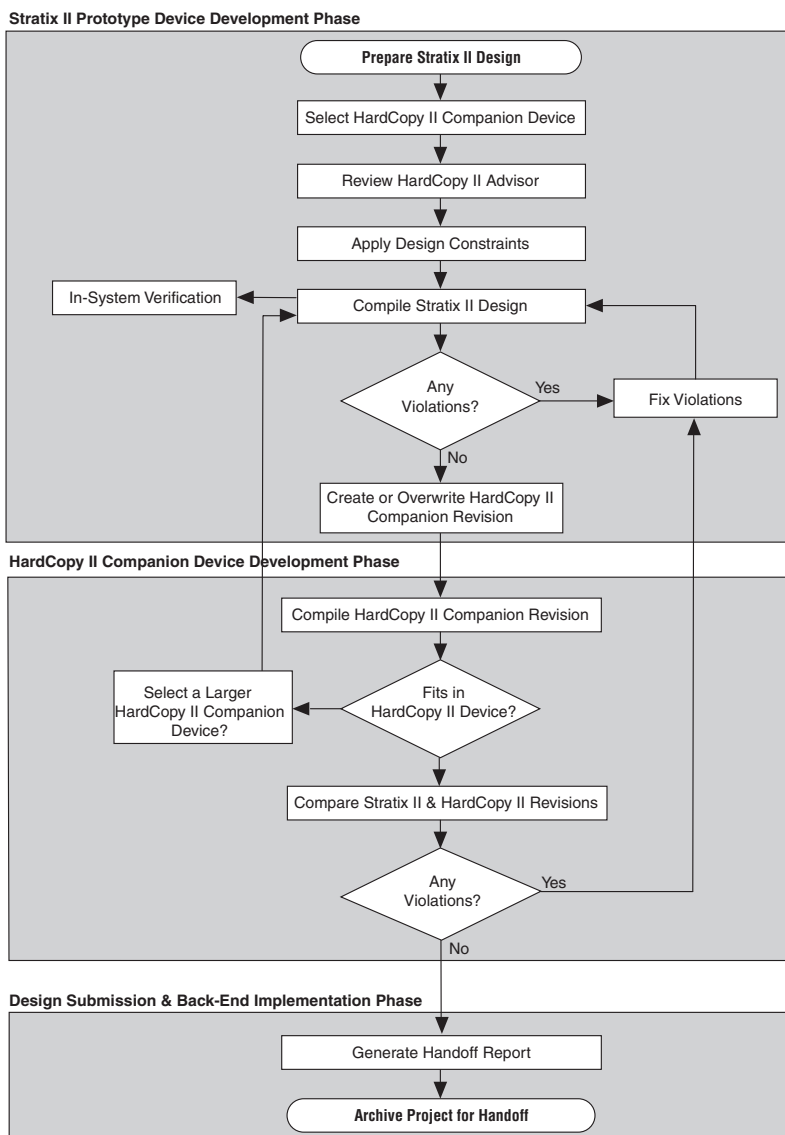 Stratix II Prototype Device Development Phase
Prepare Stratix II Design
Select HardCopy II Companion Device
Review HardCopy II Advisor
Apply Design Constraints
In-System Verification
Compile Stratix II Design
Any
Violations?
Yes
Fix Violations
No
Create or Overwrite HardCopy II
Companion Revision
HardCopy II Companion Device Development Phase
Compile HardCopy II Companion Revision
Select a Larger
HardCopy II Companion
Device?
Fits in
HardCopy II Device?
Compare Stratix II & HardCopy II Revisions
Any
Violations?
Yes
No
Design Submission & Back-End Implementation Phase
Generate Handoff Report
Archive Project for Handoff